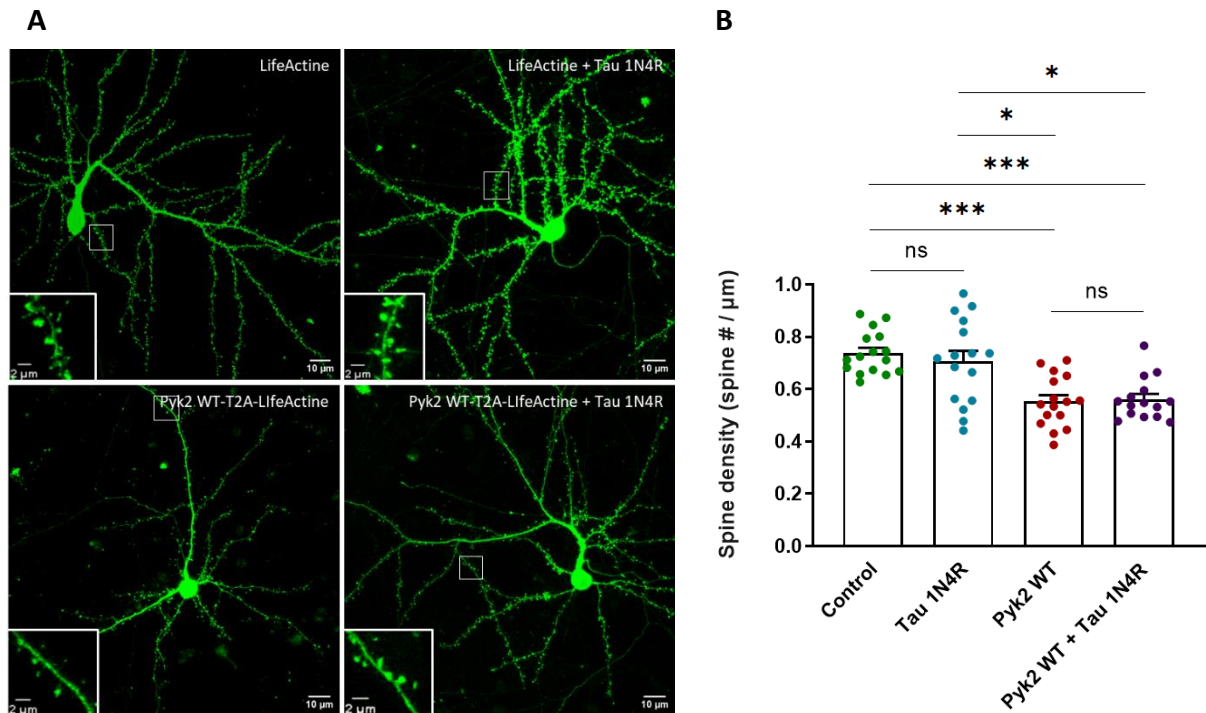 A
LifeActine
LifeActine + Tau 1N4R
2 µm
10 µm
2 µm
10 µm
Pyk2 WT-T2A-LIfeActine
Pyk2 WT-T2A-LIfeActine + Tau 1N4R
2 µm
10 µm
2 µm
10 µm
B
*
*
***
***
ns
ns
Spine density (spine # / µm)
1.0
0.8
0.6
0.4
0.2
0.0
Control
Tau 1N4R
Pyk2 WT
Pyk2 WT + Tau 1N4R